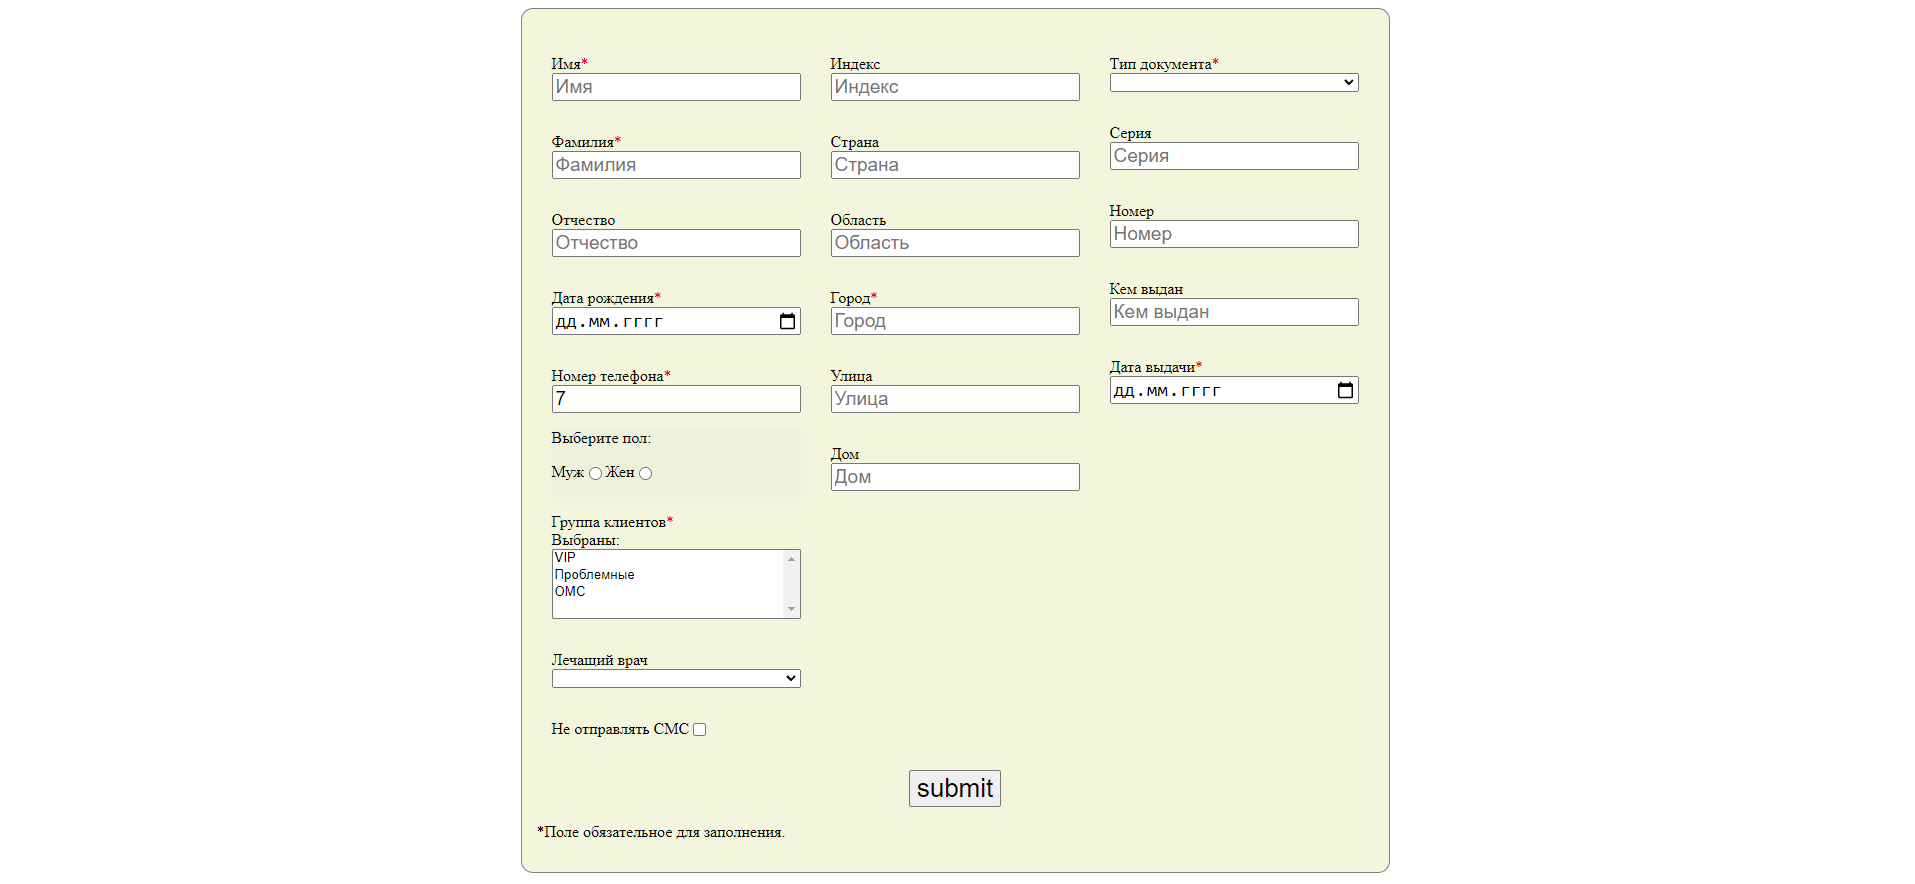 Имя*
Имя
Фамилия*
Фамилия
Отчество
Отчество
Дата рождения*
дд.мм.гггг
Номер телефона*
7
Выберите пол:
Муж Жен
Группа клиентов*
Выбраны:
VIP
Проблемные
ОМС
Лечащий врач
Не отправлять СМС
Индекс
Индекс
Страна
Страна
Область
Область
Город*
Город
Улица
Улица
Дом
Дом
Тип документа*
Серия
Серия
Номер
Номер
Кем выдан
Кем выдан
Дата выдачи*
дд.мм.гггг
submit
*Поле обязательное для заполнения.